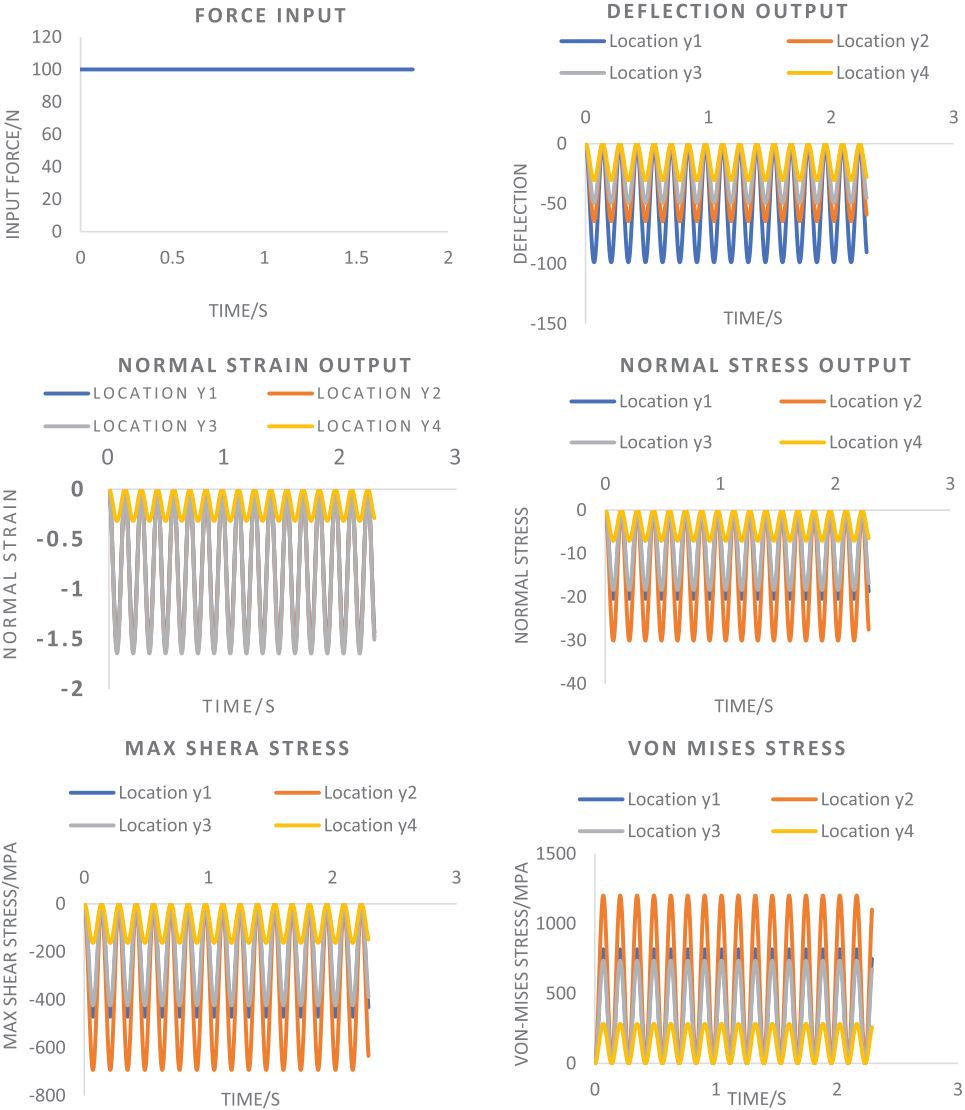 FORCE INPUT
120
100
80
60
40
20
0
0 0.5 1 1.5 2
INPUT FORCE/N
TIME/S
DEFLECTION OUTPUT
Location y1 Location y2
Location y3 Location y4
0 1 2 3
0
-50
-100
-150
DEFLECTION
TIME/S
NORMAL STRAIN OUTPUT
LOCATION Y1 LOCATION Y2
LOCATION Y3 LOCATION Y4
0 1 2 3
0
-0.5
-1
-1.5
-2
NORMAL STRAIN
TIME/S
NORMAL STRESS OUTPUT
Location y1 Location y2
Location y3 Location y4
0 1 2 3
0
-10
-20
-30
-40
NORMAL STRESS
TIME/S
MAX SHERA STRESS
Location y1 Location y2
Location y3 Location y4
0 1 2 3
0
-200
-400
-600
-800
MAX SHEAR STRESS/MPA
TIME/S
VON MISES STRESS
Location y1 Location y2
Location y3 Location y4
1500
1000
500
0
0 1 2 3
VON-MISES STRESS/MPA
TIME/S